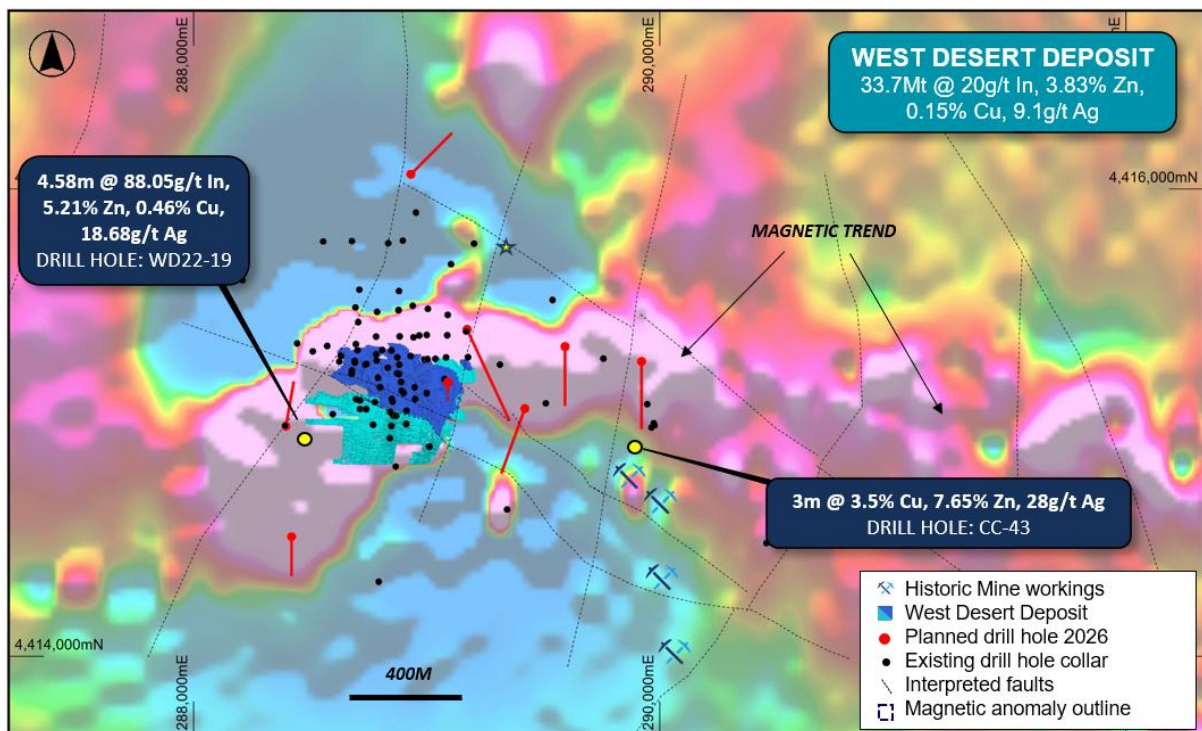 288,000mE
290,000mE
mE
WEST DESERT DEPOSIT
33.7Mt @ 20g/t In, 3.83% Zn,
0.15% Cu, 9.1g/t Ag
4.58m @ 88.05g/t In,
5.21% Zn, 0.46% Cu,
18.68g/t Ag
DRILL HOLE: WD22-19
4,416,000mN
MAGNETIC TREND
3m @ 3.5% Cu, 7.65% Zn, 28g/t Ag
DRILL HOLE: CC-43
Historic Mine workings
West Desert Deposit
Planned drill hole 2026
Existing drill hole collar
Interpreted faults
Magnetic anomaly outline
4,414,000mN
400M
288,000mE
290,000mE